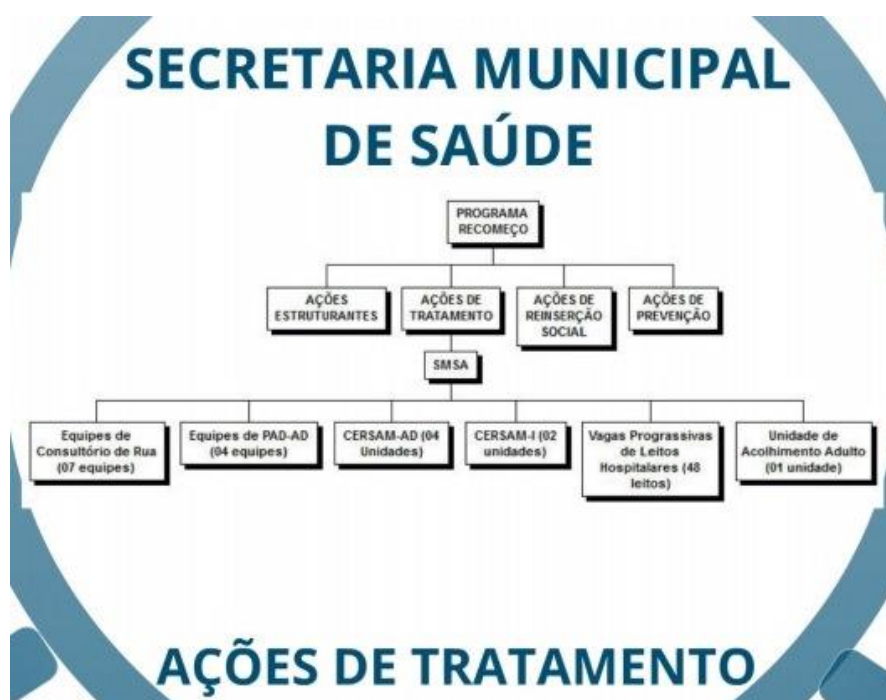 SECRETARIA MUNICIPAL
DE SAÚDE
PROGRAMA
RECOMEÇO
AÇÕES
ESTRUTURANTES
AÇÕES DE
TRATAMENTO
AÇÕES DE
REINSERÇÃO
SOCIAL
AÇÕES DE
PREVENÇÃO
SMSA
Equipes de
Consultório de Rua
(07 equipes)
Equipes de PAD-AD
(04 equipes)
CERSAM-AD (04
Unidades)
CERSAM-I (02
unidades)
Vagas Prograssivas
de Leitos
Hospitalares (48
leitos)
Unidade de
Acolhimento Adulto
(01 unidade)
AÇÕES DE TRATAMENTO